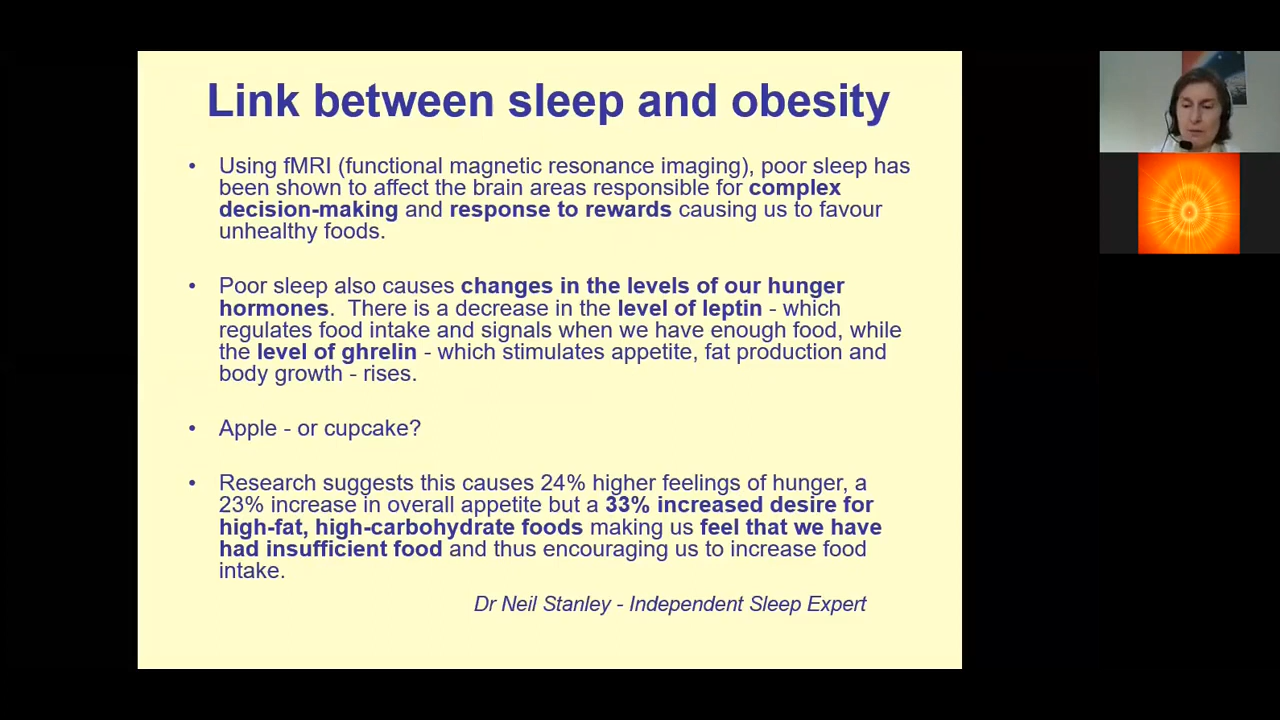 Link between sleep and obesity
• Using fMRI (functional magnetic resonance imaging), poor sleep has
been shown to affect the brain areas responsible for complex
decision-making and response to rewards causing us to favour
unhealthy foods.
• Poor sleep also causes changes in the levels of our hunger
hormones.  There is a decrease in the level of leptin - which
regulates food intake and signals when we have enough food, while
the level of ghrelin - which stimulates appetite, fat production and
body growth - rises.
• Apple - or cupcake?
• Research suggests this causes 24% higher feelings of hunger, a
23% increase in overall appetite but a 33% increased desire for
high-fat, high-carbohydrate foods making us feel that we have
had insufficient food and thus encouraging us to increase food
intake.
Dr Neil Stanley - Independent Sleep Expert